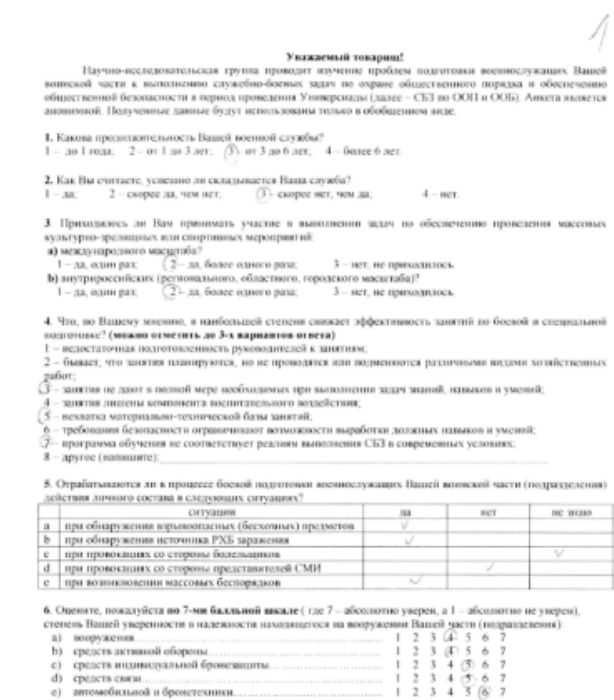 1
Уважаемый товарищ!
Научно-исследовательская группа проводит изучение проблем подготовки военнослужащих Вашей
воинской части к выполнению служебно-боевых задач по охране общественного порядка и обеспечению
общественной безопасности в период проведения Универсиады (далее – СБЗ по ООП и ООБ). Анкета является
анонимной. Полученные данные будут использованы только в обобщенном виде.
1. Какова продолжительность Вашей военной службы?
1 – до 1 года; 2 – от 1 до 3 лет; 3 – от 3 до 6 лет; 4 – более 6 лет.
2. Как Вы считаете, успешно ли складывается Ваша служба?
1 – да; 2 – скорее да, чем нет; 3 – скорее нет, чем да; 4 – нет.
3. Приходилось ли Вам принимать участие в выполнении задач по обеспечению проведения массовых
культурно-зрелищных или спортивных мероприятий:
a) международного масштаба?
1 – да, один раз; 2 – да, более одного раза; 3 – нет, не приходилось.
b) внутрироссийских (регионального, областного, городского масштаба)?
1 – да, один раз; 2 – да, более одного раза; 3 – нет, не приходилось.
4. Что, по Вашему мнению, в наибольшей степени снижает эффективность занятий по боевой и специальной
подготовке? (можно отметить до 3-х вариантов ответа)
1 – недостаточная подготовленность руководителей к занятиям;
2 – бывает, что занятия планируются, но не проводятся или подменяются различными видами хозяйственных
работ;
3 – занятия не дают в полной мере необходимых при выполнении задач знаний, навыков и умений;
4 – занятия лишены компонента воспитательного воздействия;
5 – нехватка материально-технической базы занятий;
6 – требования безопасности ограничивают возможности выработки должных навыков и умений;
7 – программа обучения не соответствует реалиям выполнения СБЗ в современных условиях;
8 – другое (напишите):
5. Отрабатываются ли в процессе боевой подготовки военнослужащих Вашей воинской части (подразделения)
действия личного состава в следующих ситуациях?
ситуации да нет не знаю
a при обнаружении взрывоопасных (бесхозных) предметов √
b при обнаружении источника РХБ заражения √
c при провокациях со стороны болельщиков √
d при провокациях со стороны представителей СМИ √
e при возникновении массовых беспорядков √
6. Оцените, пожалуйста по 7-ми балльной шкале ( где 7 – абсолютно уверен, а 1 – абсолютно не уверен),
степень Вашей уверенности в надежности находящегося на вооружении Вашей части (подразделения):
a) вооружения 1 2 3 4 5 6 7
b) средств активной обороны 1 2 3 4 5 6 7
c) средств индивидуальной бронезащиты 1 2 3 4 5 6 7
d) средств связи 1 2 3 4 5 6 7
e) автомобильной и бронетехники 1 2 3 4 5 6 7